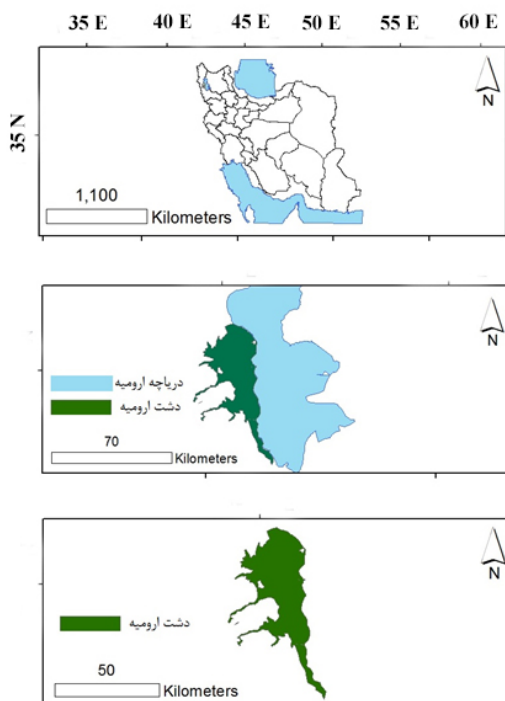 35 E 40 E 45 E 50 E 55 E 60 E
N
35 N
1,100
Kilometers
N
دریاچه ارومیه
دشت ارومیه
70
Kilometers
N
دشت ارومیه
50
Kilometers